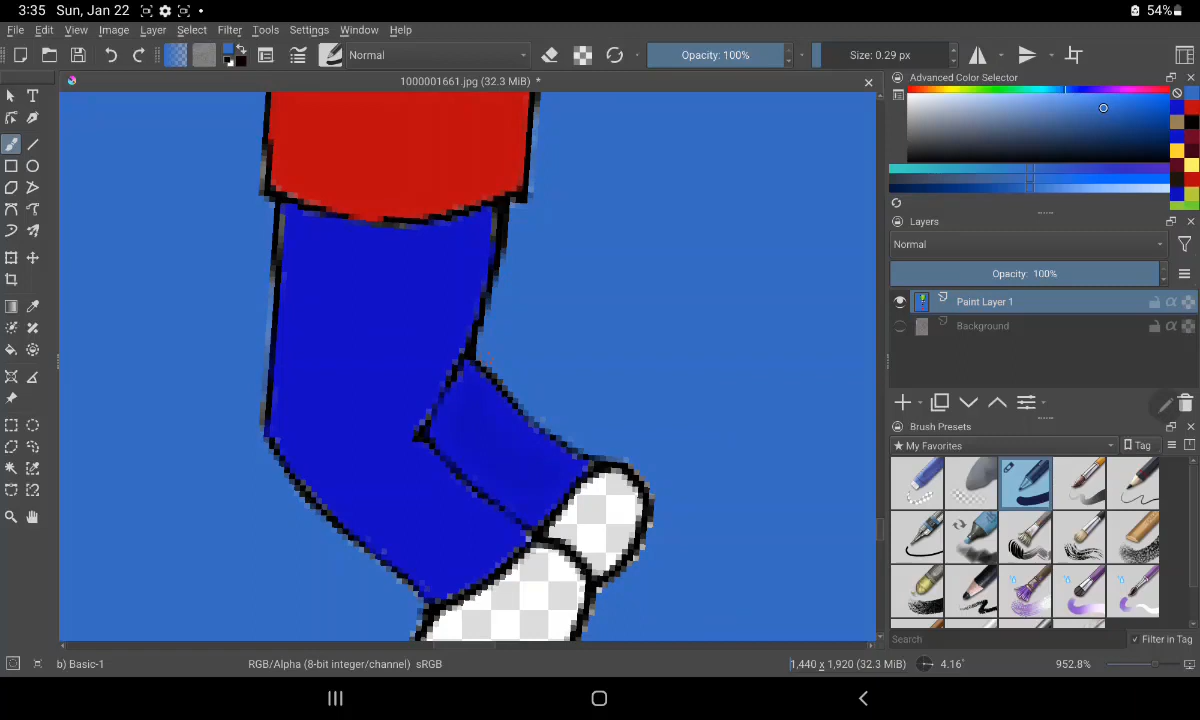 3:35 Sun, Jan 22 54%
File Edit View Image Layer Select Filter Tools Settings Window Help
Normal Opacity: 100% Size: 0.29 px
1000001661.jpg (32.3 MiB) *
Advanced Color Selector
Layers
Normal
Opacity: 100%
Paint Layer 1
Background
Brush Presets
★ My Favorites Tag
Search Filter in Tag
b) Basic-1 RGB/Alpha (8-bit integer/channel) sRGB 1,440 x 1,920 (32.3 MiB) 4.16° 952.8%